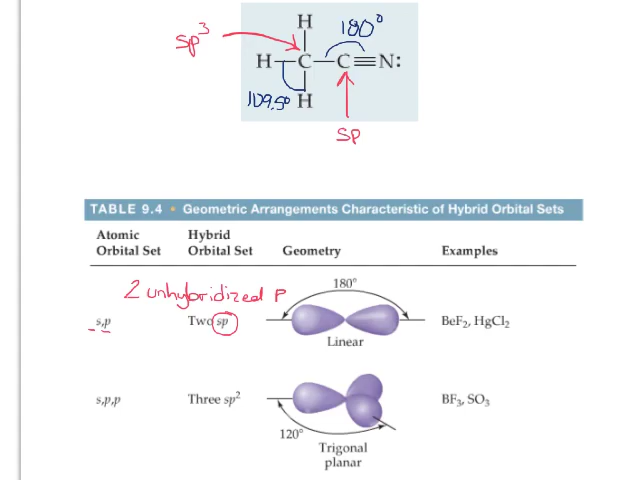 sp³
H
180°
H—C—C≡N:
109.5° H
sp
TABLE 9.4 • Geometric Arrangements Characteristic of Hybrid Orbital Sets
Atomic Orbital Set
Hybrid Orbital Set
Geometry
Examples
2 unhybridized P
180°
s,p
Two sp
Linear
BeF₂, HgCl₂
s,p,p
Three sp²
120°
Trigonal
planar
BF₃, SO₃